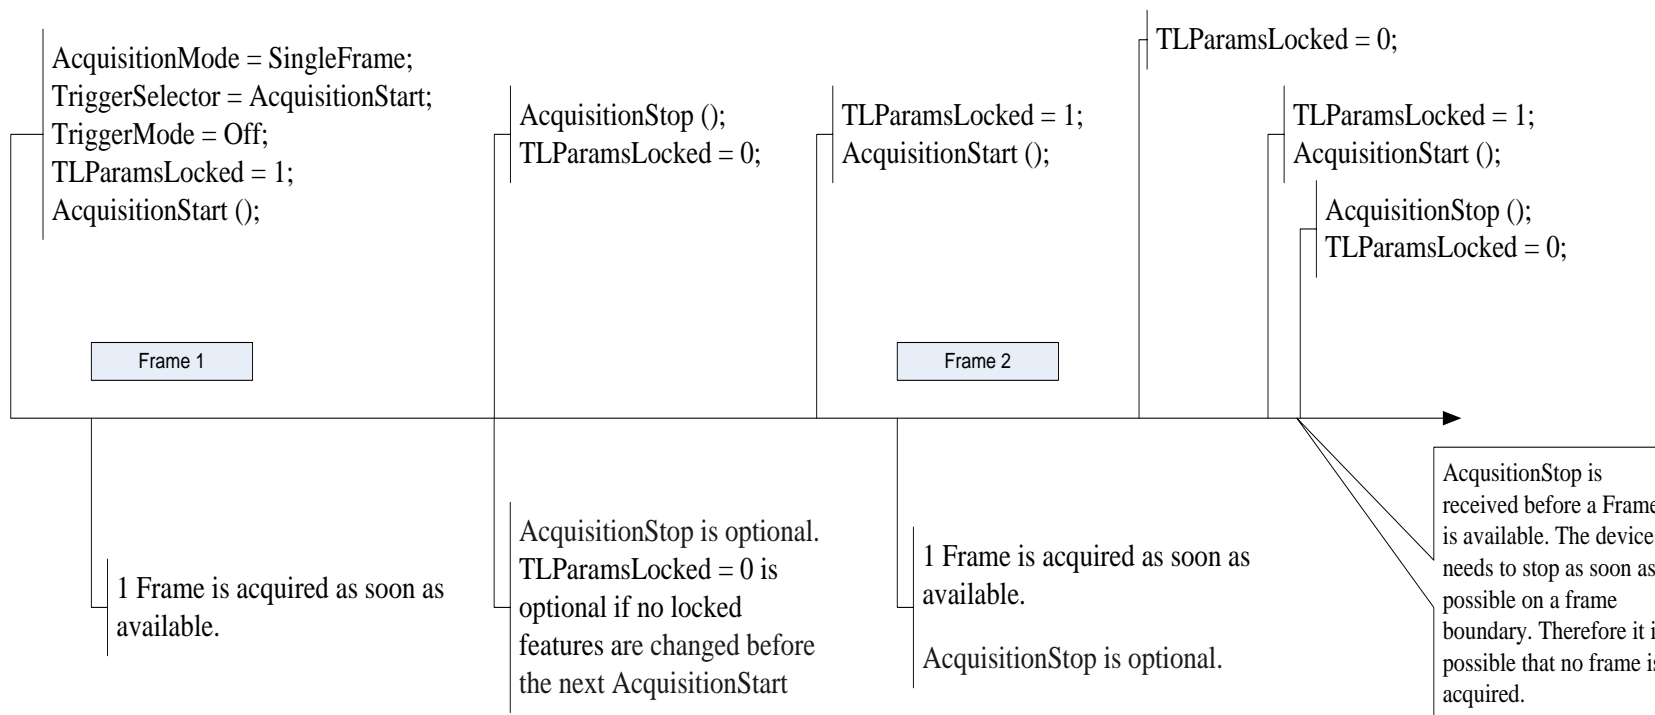 AcquisitionMode = SingleFrame;
TriggerSelector = AcquisitionStart;
TriggerMode = Off;
TLParamsLocked = 1;
AcquisitionStart ();
AcquisitionStop ();
TLParamsLocked = 0;
TLParamsLocked = 1;
AcquisitionStart ();
TLParamsLocked = 0;
TLParamsLocked = 1;
AcquisitionStart ();
AcquisitionStop ();
TLParamsLocked = 0;
Frame 1
Frame 2
1 Frame is acquired as soon as
available.
AcquisitionStop is optional.
TLParamsLocked = 0 is
optional if no locked
features are changed before
the next AcquisitionStart
1 Frame is acquired as soon as
available.
AcquisitionStop is optional.
AcqusitionStop is
received before a Frame
is available. The device
needs to stop as soon as
possible on a frame
boundary. Therefore it i
possible that no frame is
acquired.